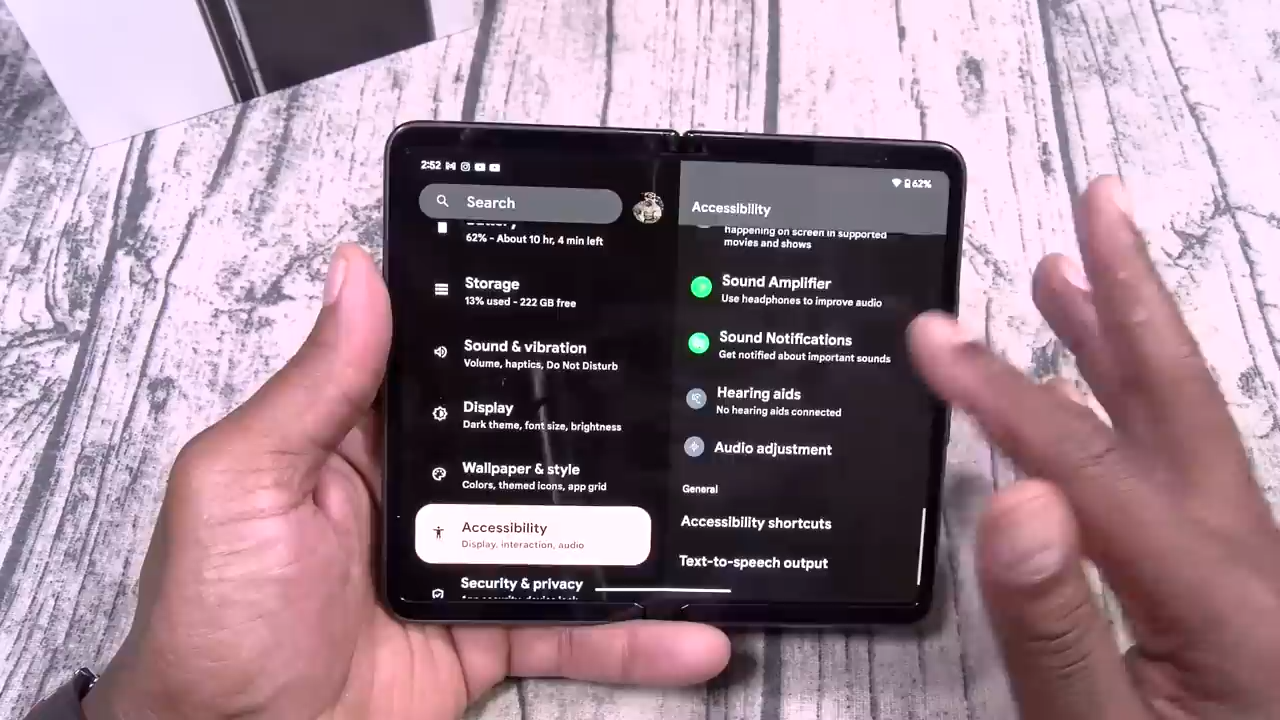 2:52
62%
Search
62% - About 10 hr, 4 min left
Storage
13% used - 222 GB free
Sound & vibration
Volume, haptics, Do Not Disturb
Display
Dark theme, font size, brightness
Wallpaper & style
Colors, themed icons, app grid
Accessibility
Display, interaction, audio
Security & privacy
Accessibility
happening on screen in supported
movies and shows
Sound Amplifier
Use headphones to improve audio
Sound Notifications
Get notified about important sounds
Hearing aids
No hearing aids connected
Audio adjustment
General
Accessibility shortcuts
Text-to-speech output